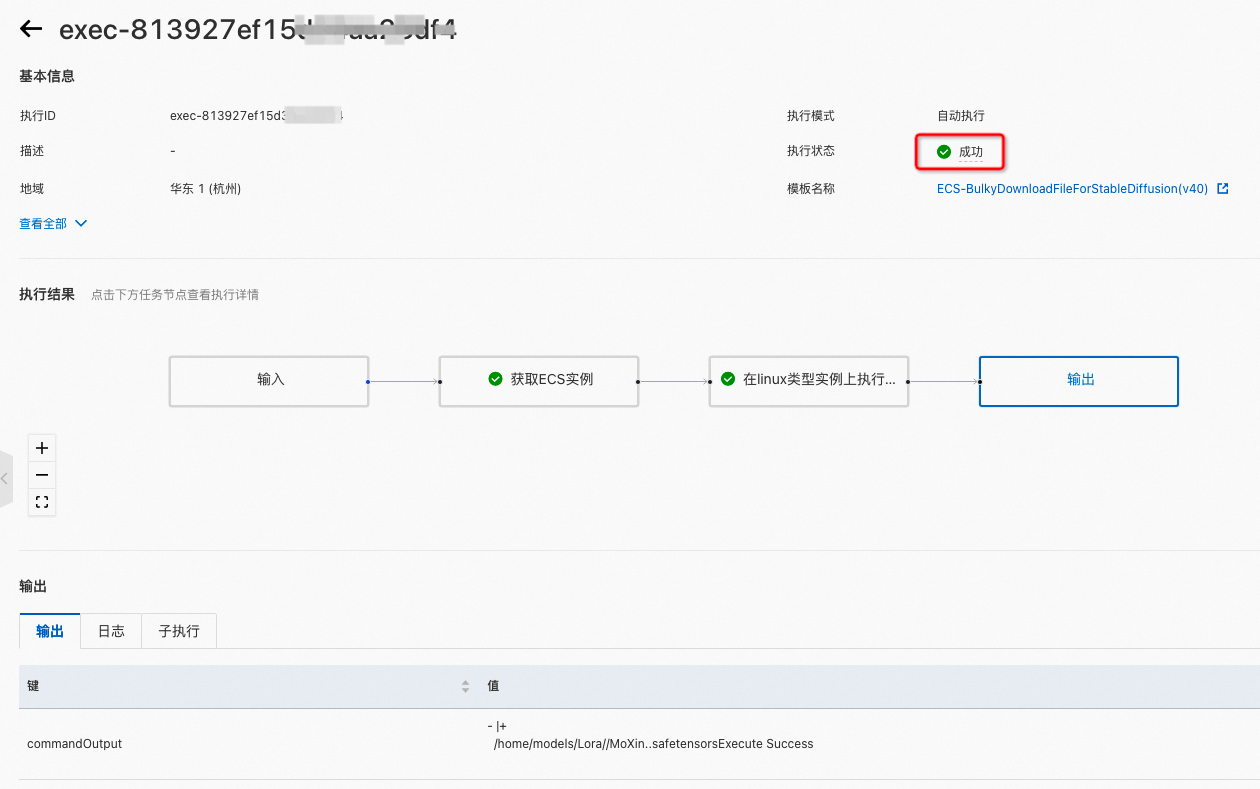 exec-813927ef15
基本信息
执行ID exec-813927ef15d 执行模式 自动执行
描述 - 执行状态 成功
地域 华东 1 (杭州) 模板名称 ECS-BulkyDownloadFileForStableDiffusion(v40)
查看全部
执行结果 点击下方任务节点查看执行详情
输入 获取ECS实例 在linux类型实例上执行... 输出
输出
输出 日志 子执行
键 值
- |+
commandOutput /home/models/Lora//MoXin..safetensorsExecute Success